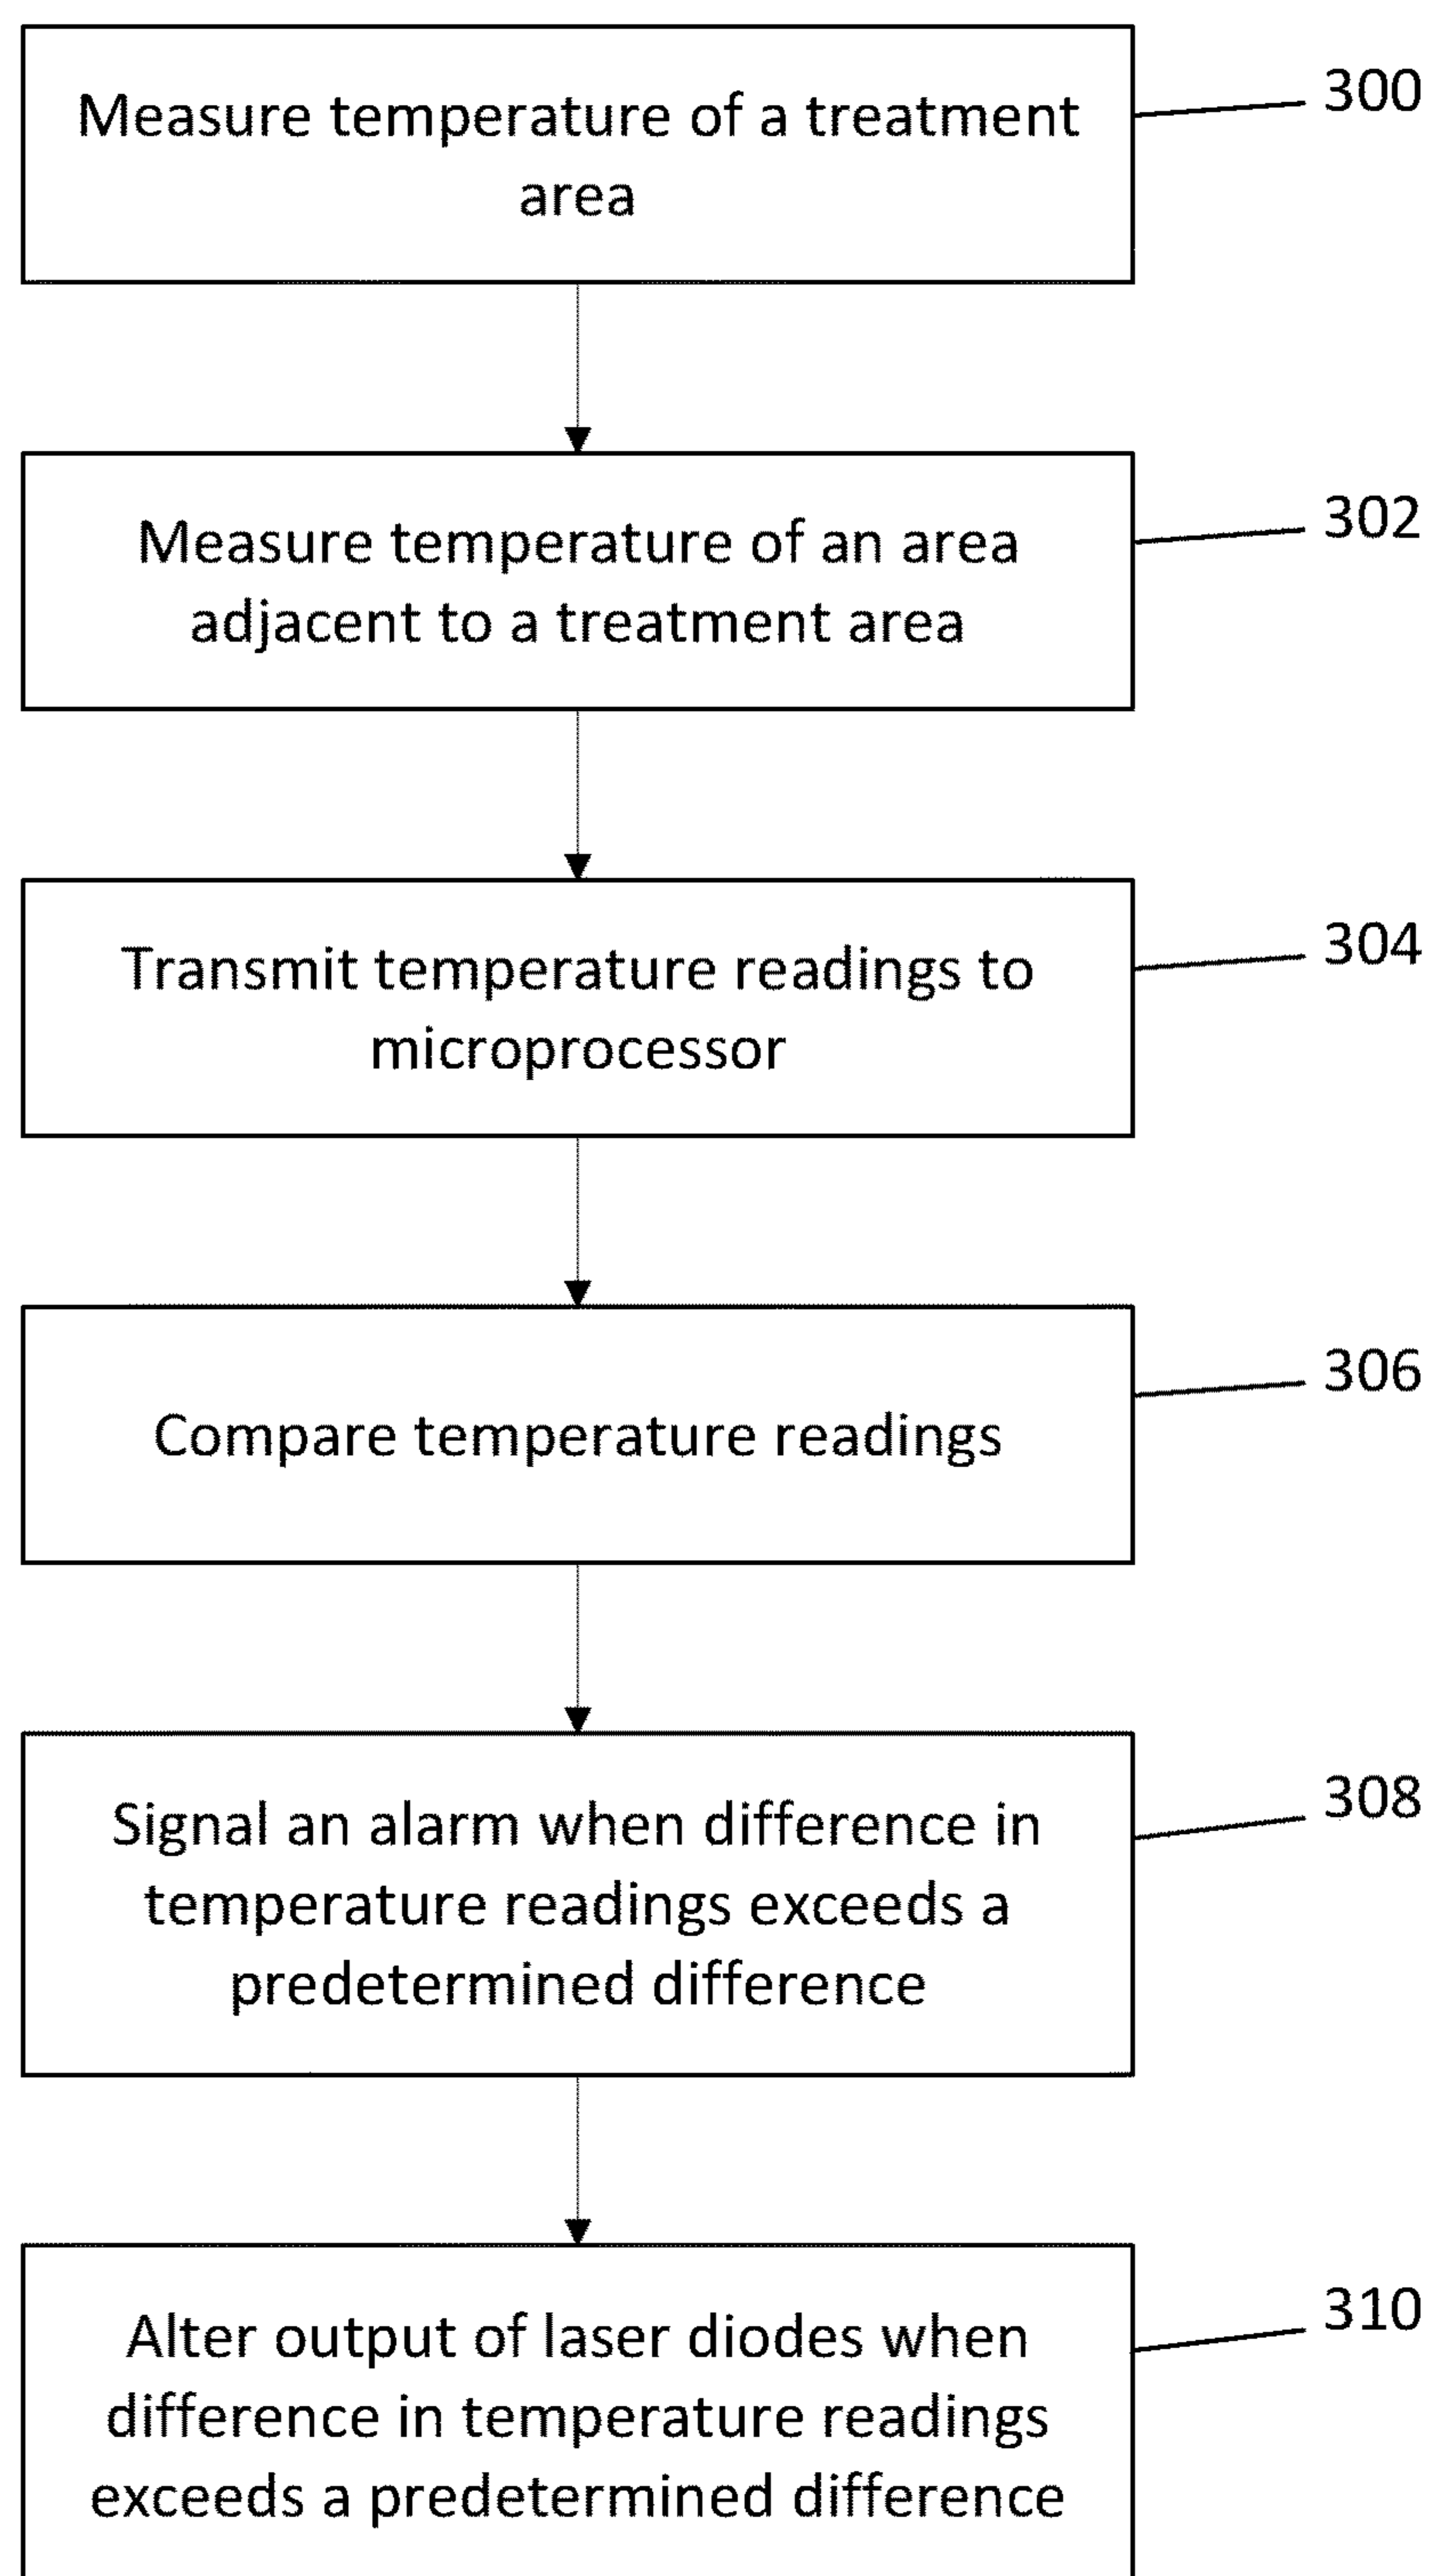 Measure temperature of a treatment
area
300
Measure temperature of an area
adjacent to a treatment area
302
Transmit temperature readings to
microprocessor
304
Compare temperature readings
306
Signal an alarm when difference in
temperature readings exceeds a
predetermined difference
308
Alter output of laser diodes when
difference in temperature readings
exceeds a predetermined difference
310